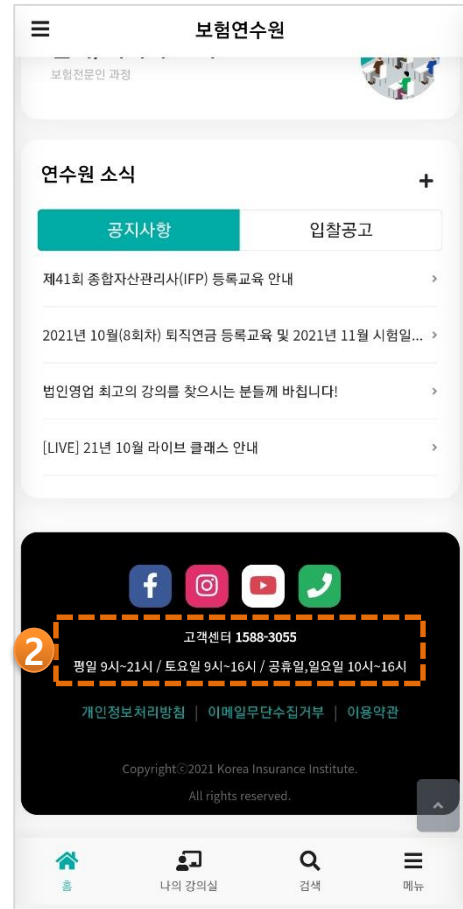 보험연수원
보험전문인 과정
연수원 소식
공지사항
입찰공고
제41회 종합자산관리사(IFP) 등록교육 안내
2021년 10월(8회차) 퇴직연금 등록교육 및 2021년 11월 시험일...
법인영업 최고의 강의를 찾으시는 분들께 바칩니다!
[LIVE] 21년 10월 라이브 클래스 안내
고객센터 1588-3055
2
평일 9시~21시 / 토요일 9시~16시 / 공휴일,일요일 10시~16시
개인정보처리방침 | 이메일무단수집거부 | 이용약관
Copyrightⓒ2021 Korea Insurance Institute.
All rights reserved.
홈
나의 강의실
검색
메뉴